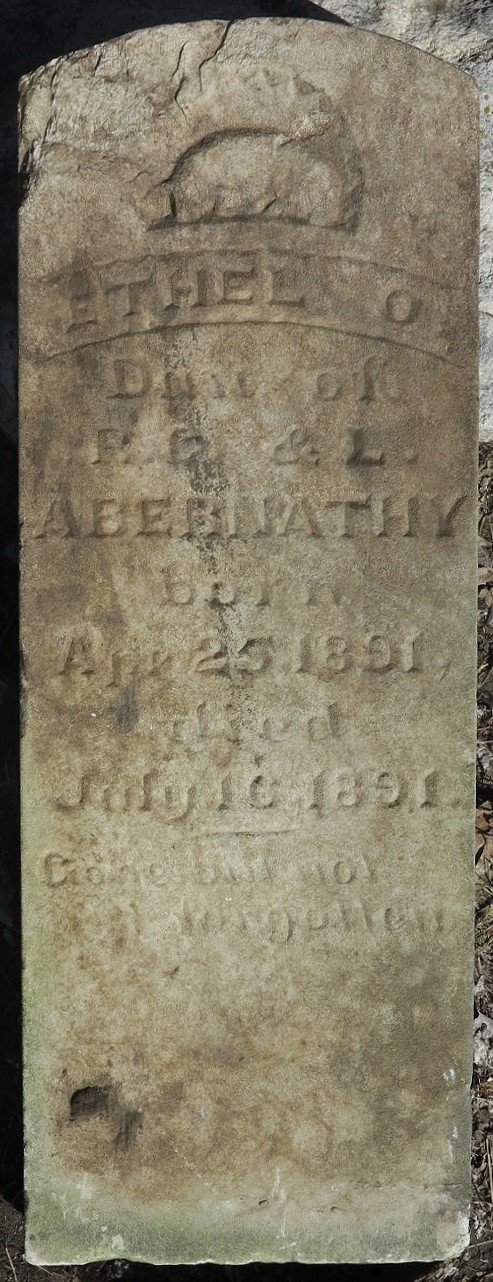 ETHEL O.
Dau. of
R.C. & L.
ABERNATHY
born
Apr. 25, 1891,
died
July 16, 1891.
Gone but not
forgotten